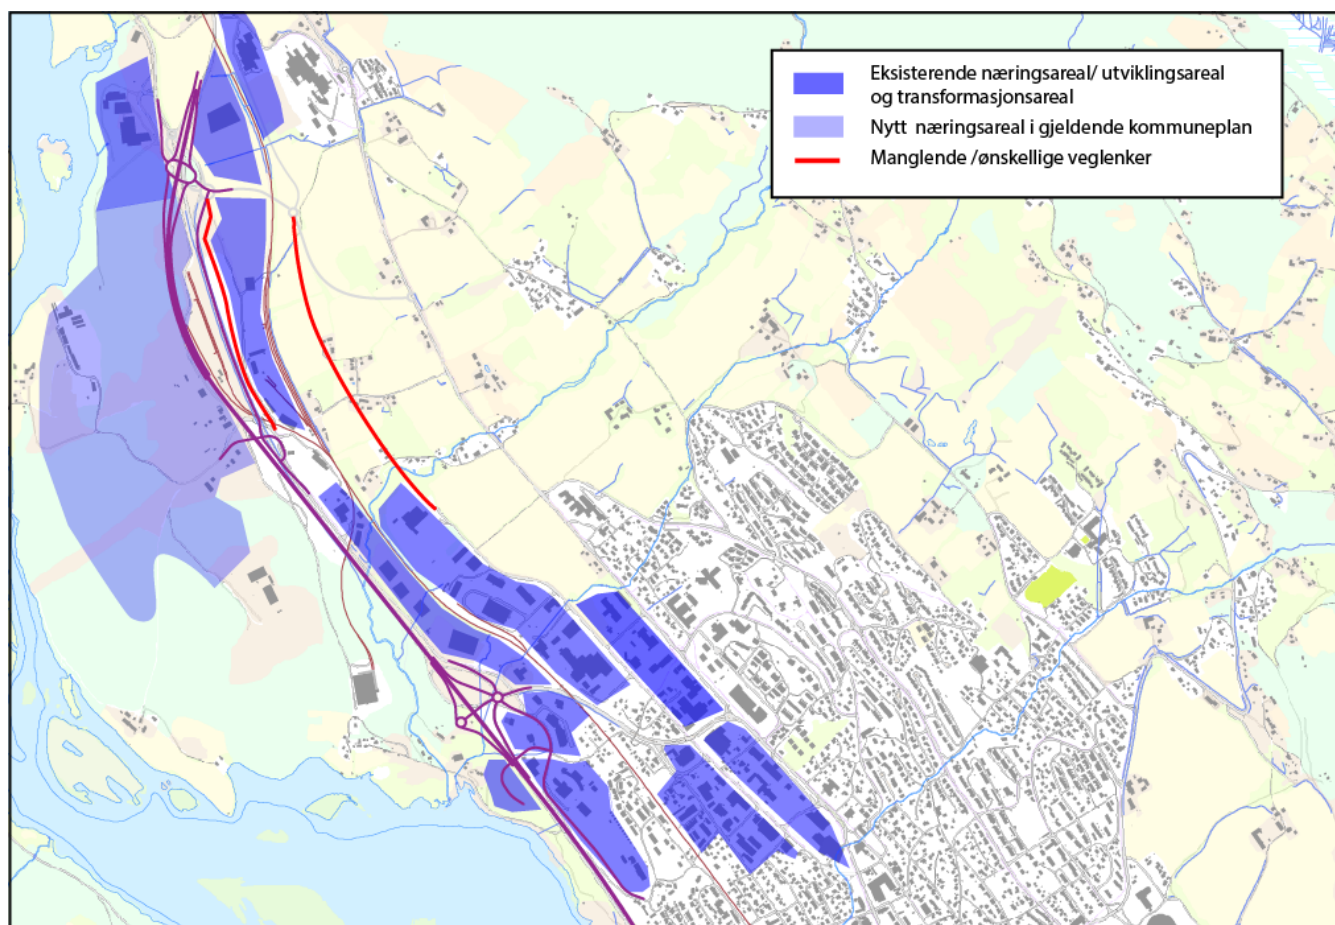 Eksisterende næringsareal/ utviklingsareal
og transformasjonsareal
Nytt næringsareal i gjeldende kommuneplan
Manglende /ønskellige veglenker